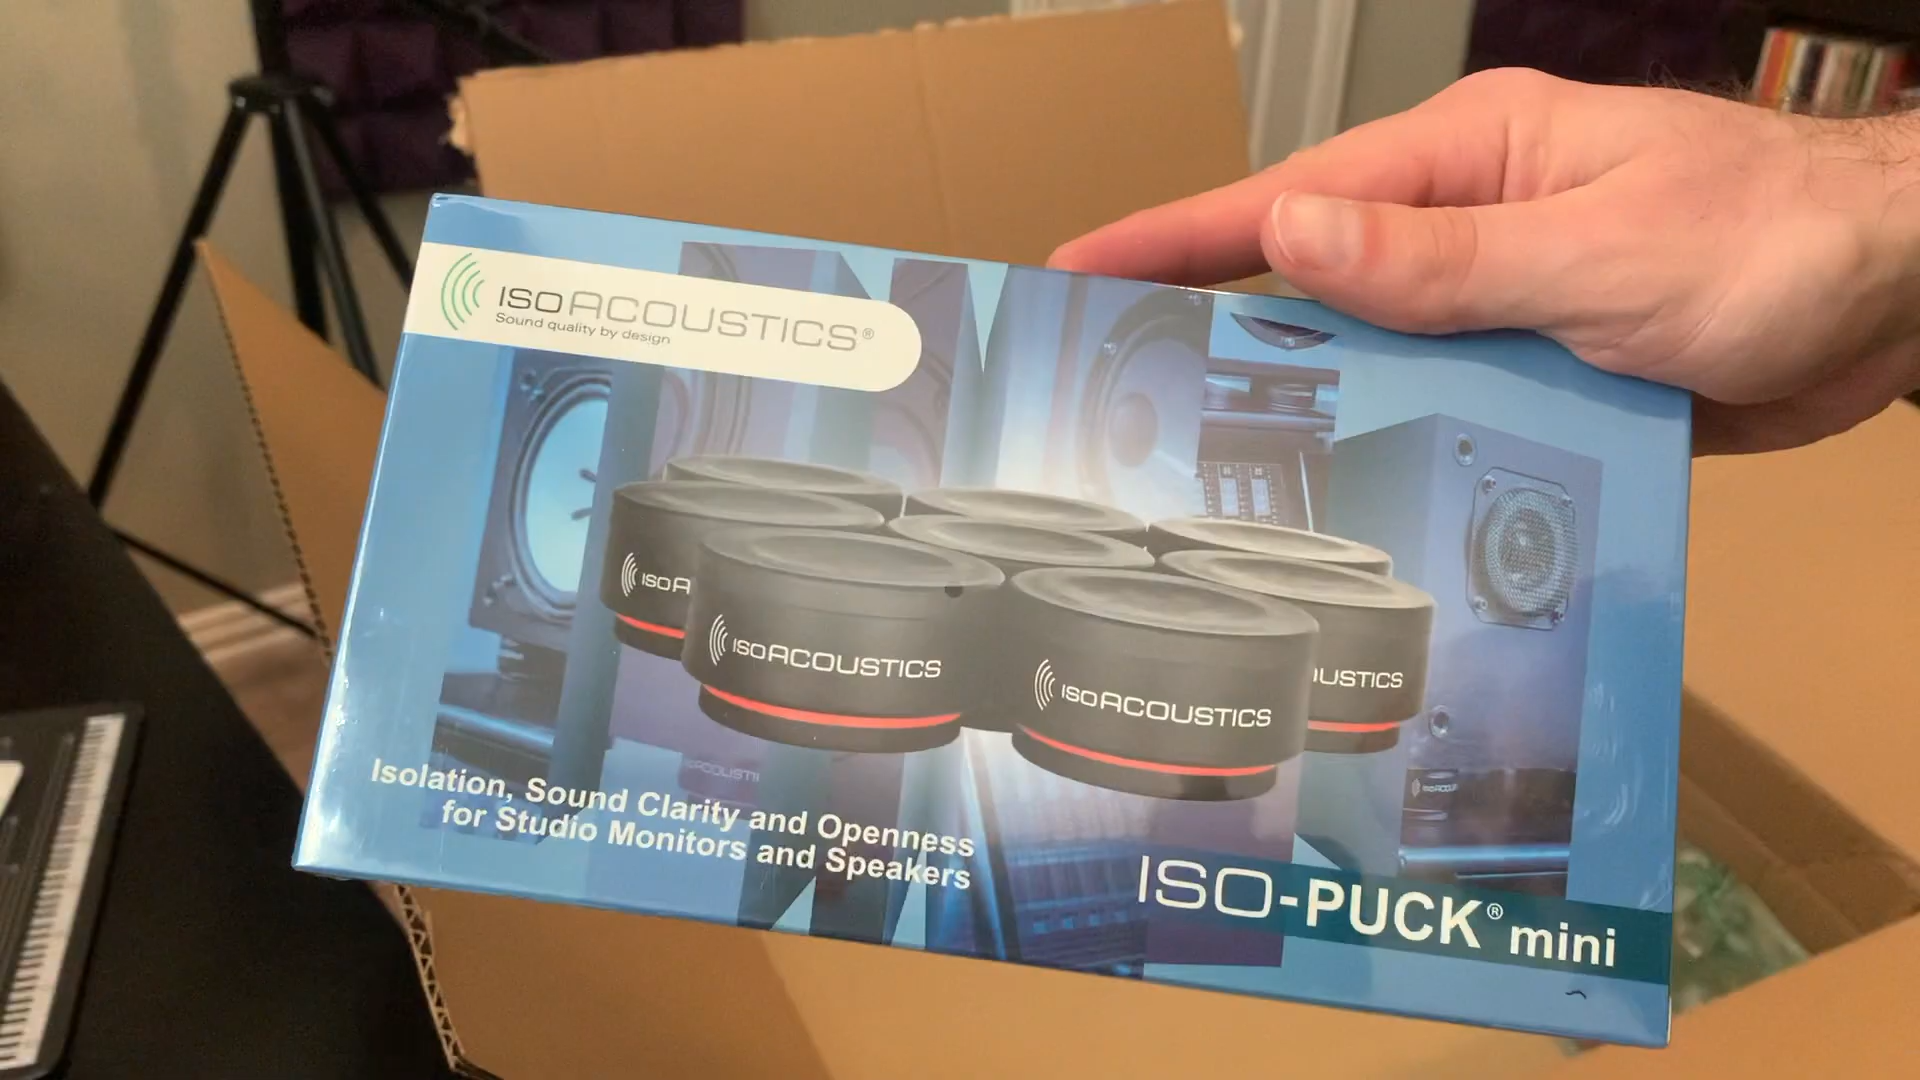 ISOACOUSTICS®
Sound quality by design
ISOA
ISOACOUSTICS
ISOACOUSTICS
USTICS
Isolation, Sound Clarity and Openness
for Studio Monitors and Speakers
ISO-PUCK® mini